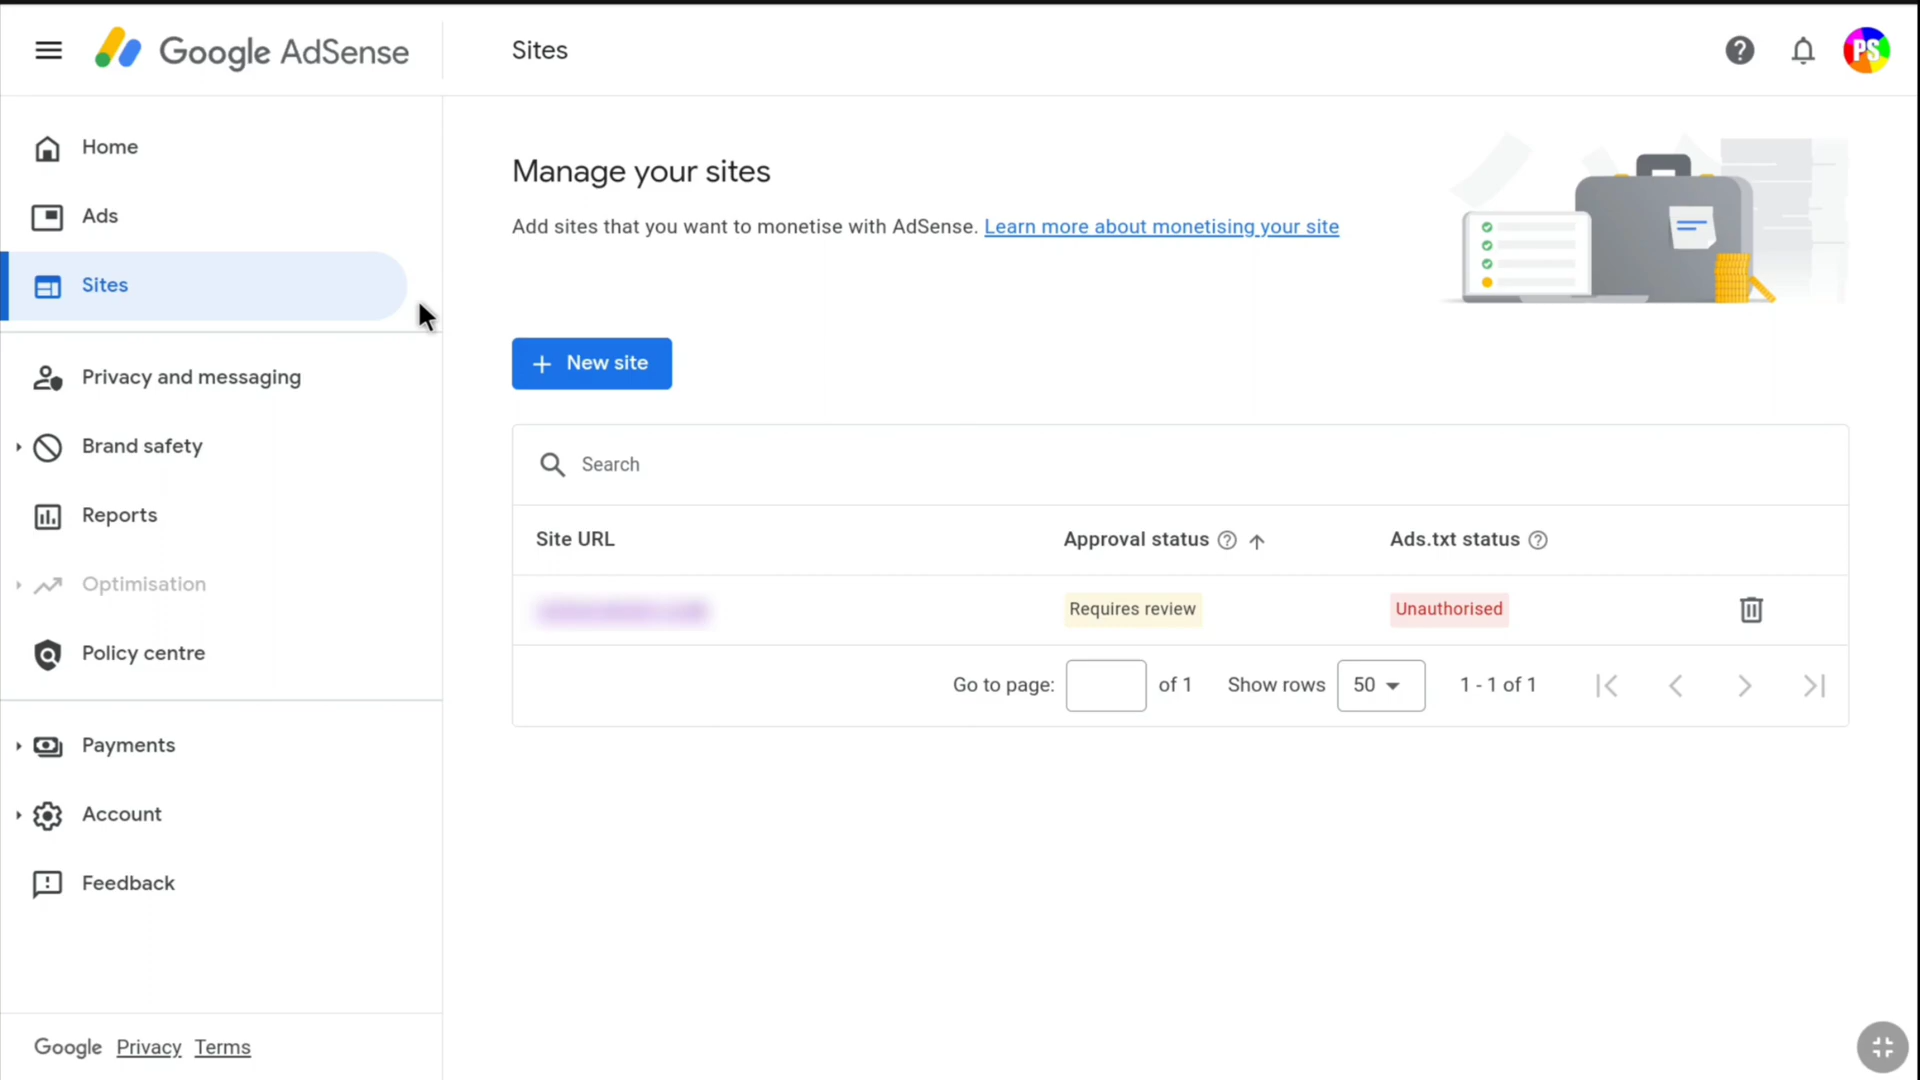 Google AdSense
Sites
PS
Home
Ads
Sites
Privacy and messaging
Brand safety
Reports
Optimisation
Policy centre
Payments
Account
Feedback
Google Privacy Terms
Manage your sites
Add sites that you want to monetise with AdSense. Learn more about monetising your site
+ New site
Search
Site URL Approval status Ads.txt status
Requires review Unauthorised
Go to page: of 1 Show rows 50 1 - 1 of 1